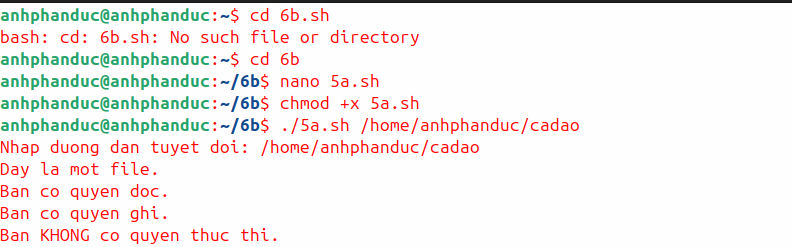 anhphanduc@anhphanduc:~$ cd 6b.sh
bash: cd: 6b.sh: No such file or directory
anhphanduc@anhphanduc:~$ cd 6b
anhphanduc@anhphanduc:~/6b$ nano 5a.sh
anhphanduc@anhphanduc:~/6b$ chmod +x 5a.sh
anhphanduc@anhphanduc:~/6b$ ./5a.sh /home/anhphanduc/cadao
Nhap duong dan tuyet doi: /home/anhphanduc/cadao
Day la mot file.
Ban co quyen doc.
Ban co quyen ghi.
Ban KHONG co quyen thuc thi.